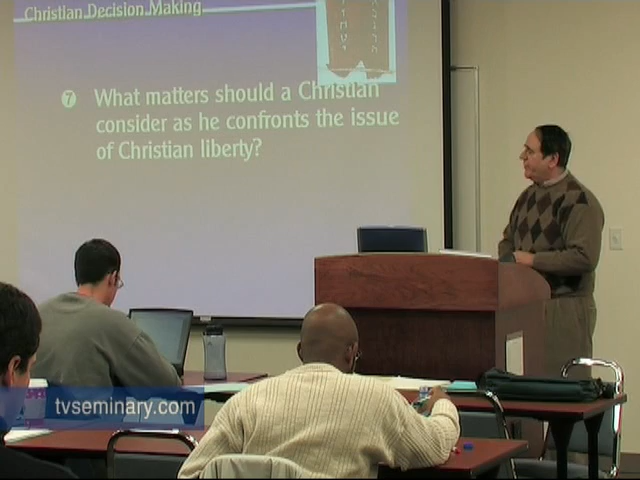 Christian Decision Making
7 What matters should a Christian
consider as he confronts the issue
of Christian liberty?
tvseminary.com